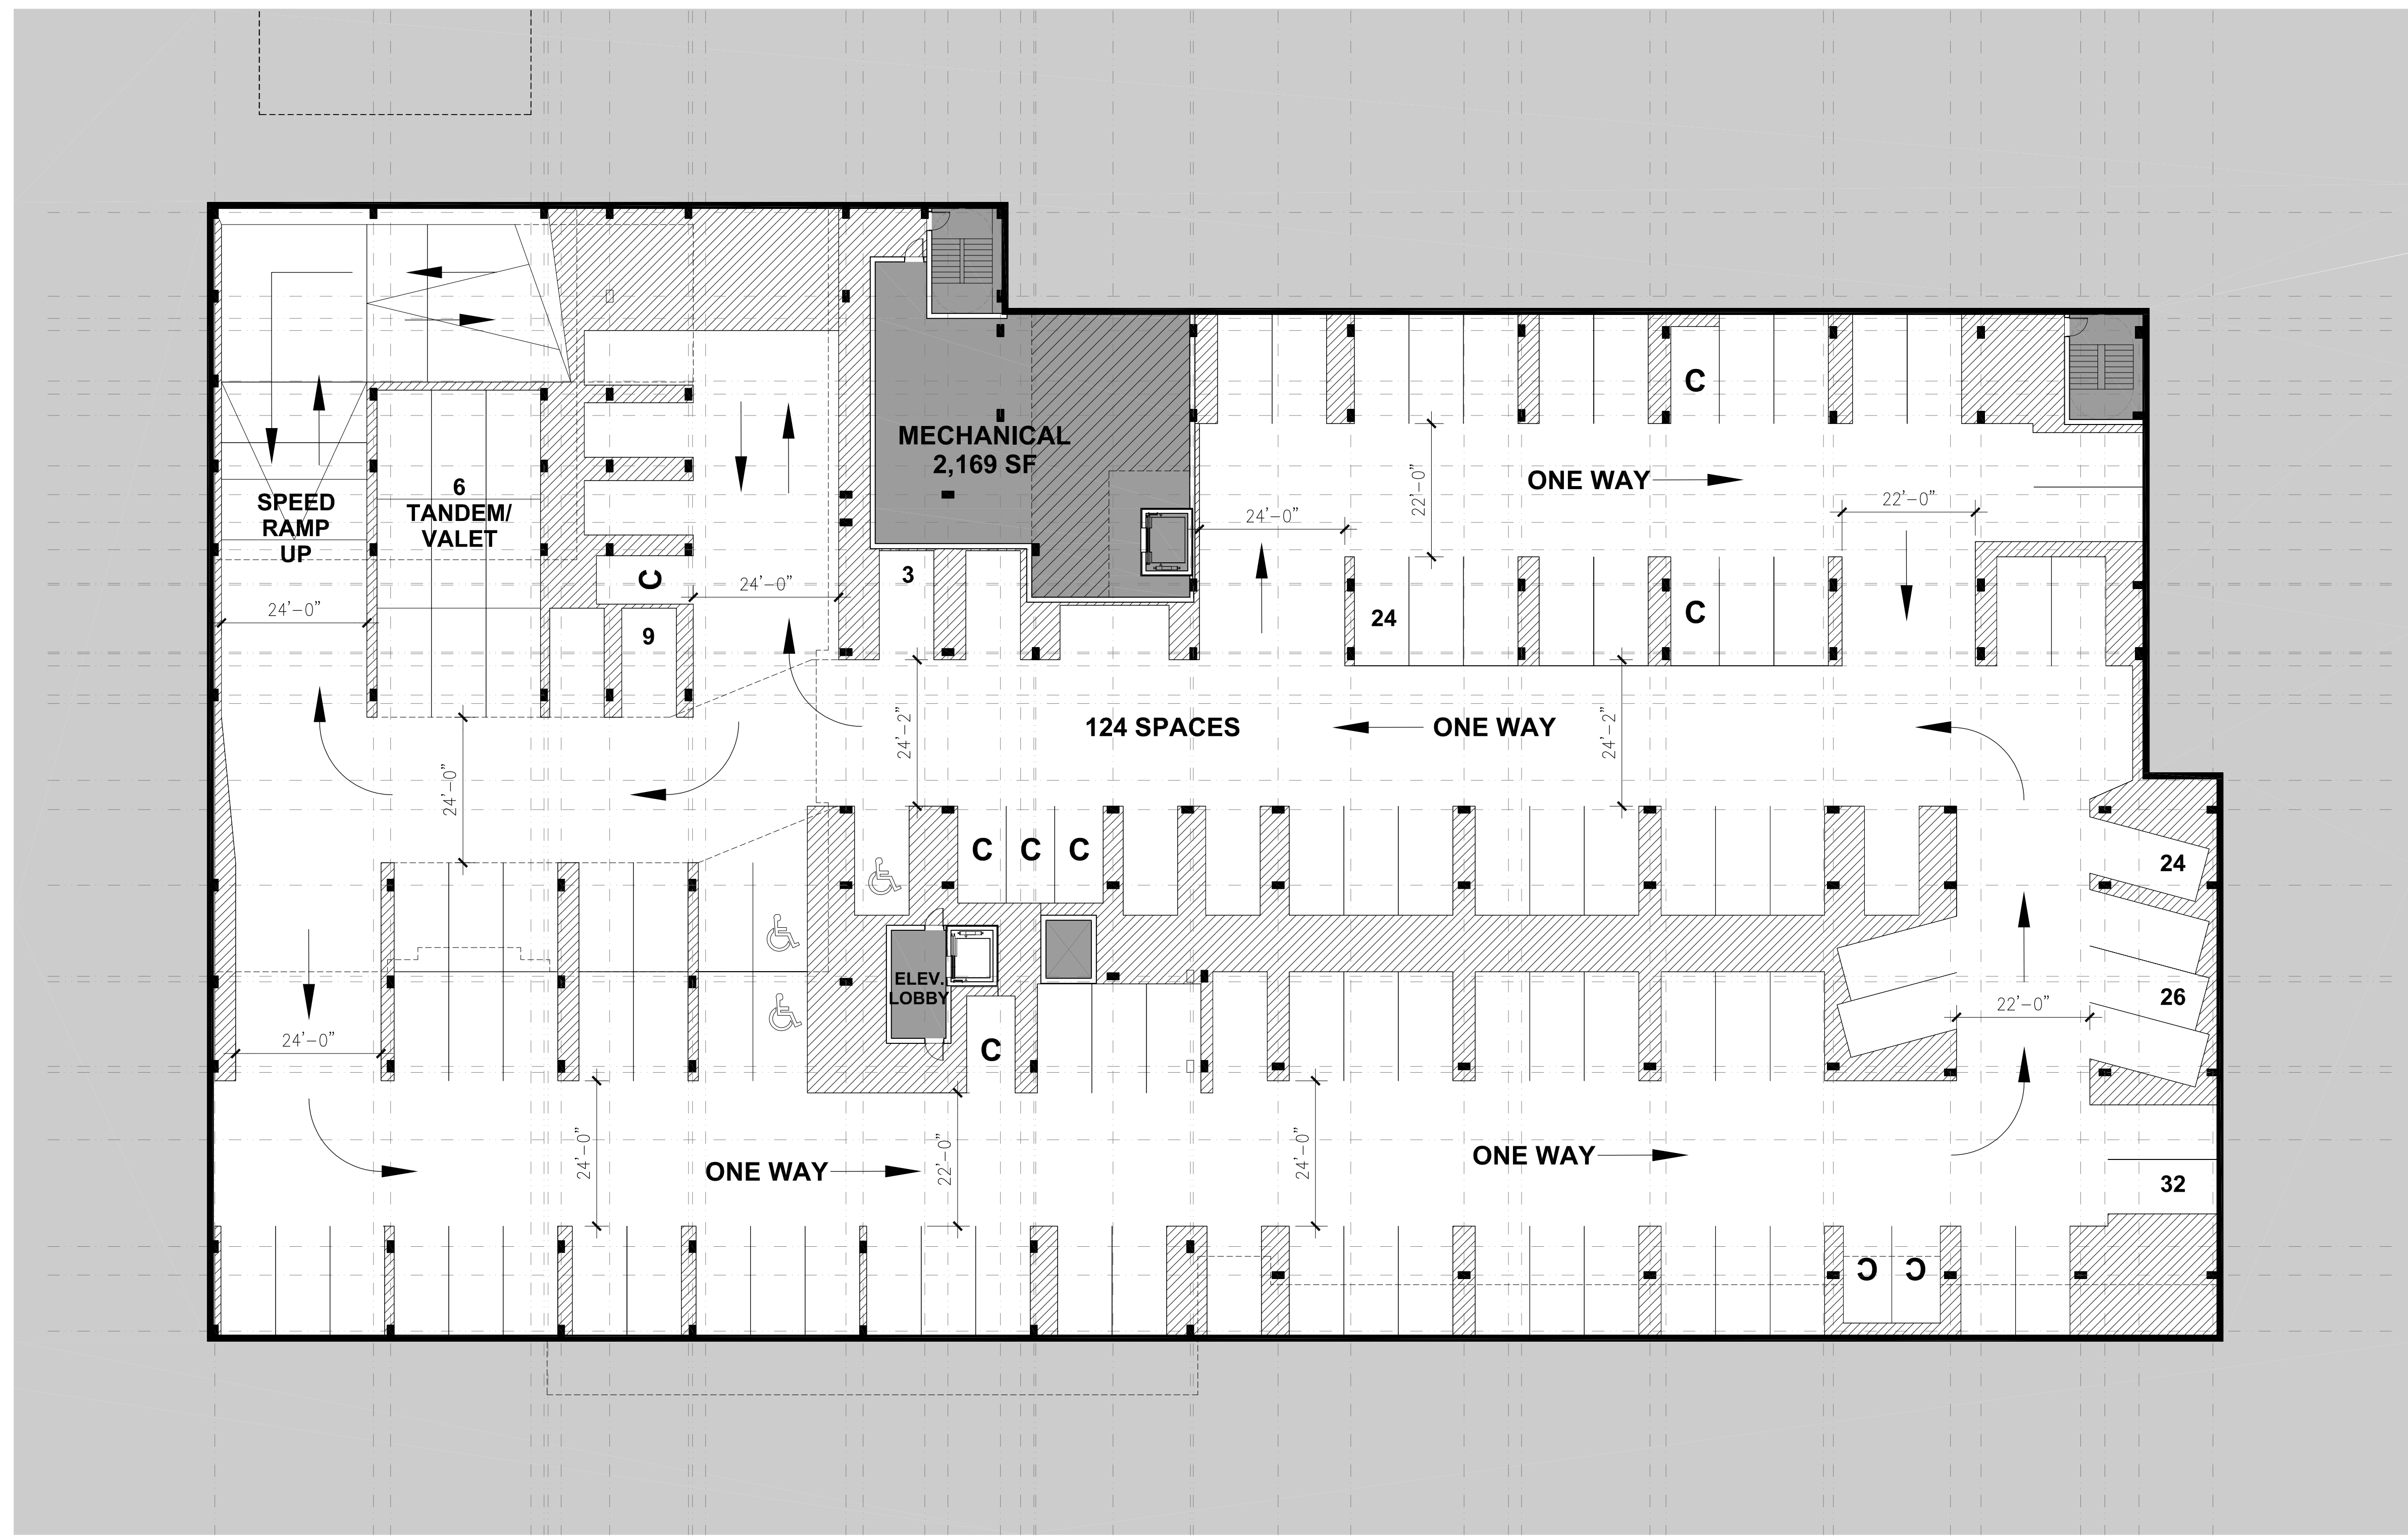 C
MECHANICAL
2,169 SF
ONE WAY
22'-0"
22'-0"
24'-0"
SPEED
RAMP
UP
6
TANDEM/
VALET
C
24'-0"
3
24'-0"
9
24
C
124 SPACES
ONE WAY
24'-2"
24'-2"
24'-0"
C
C
C
24
ELEV.
LOBBY
26
22'-0"
24'-0"
C
24'-0"
22'-0"
24'-0"
ONE WAY
ONE WAY
32
C
C